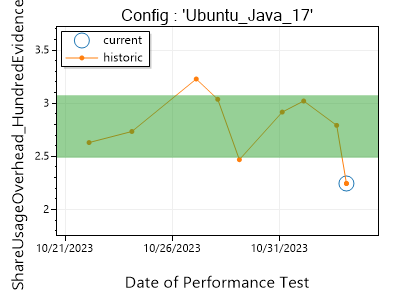 Config : 'Ubuntu_Java_17'
current
historic
ShareUsageOverhead_HundredEvidence
3.5
3
2.5
2
10/21/2023
10/26/2023
10/31/2023
Date of Performance Test